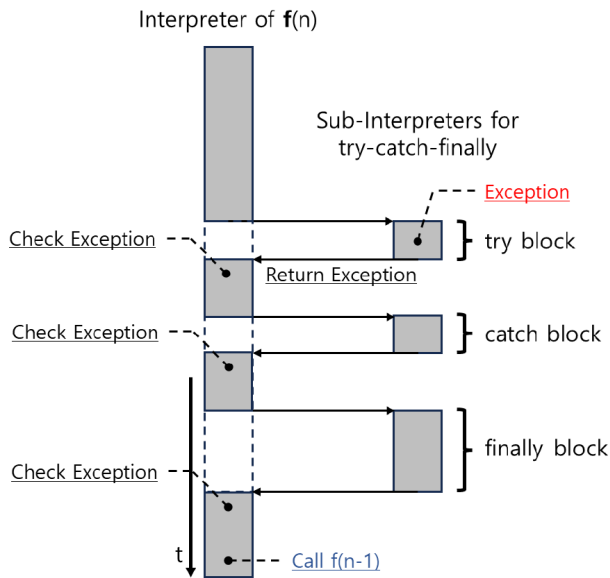 Interpreter of f(n)
Sub-Interpreters for
try-catch-finally
Exception
Check Exception
try block
Return Exception
Check Exception
catch block
finally block
Check Exception
t
Call f(n-1)